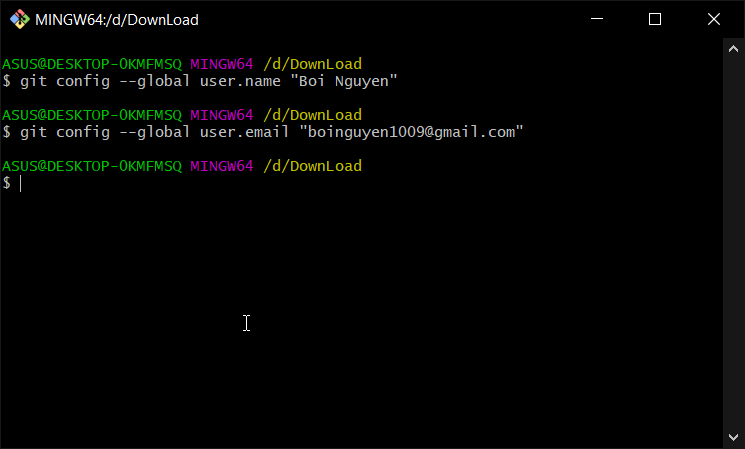 MINGW64:/d/DownLoad
ASUS@DESKTOP-0KMFMSQ MINGW64 /d/DownLoad
$ git config --global user.name "Boi Nguyen"
ASUS@DESKTOP-0KMFMSQ MINGW64 /d/DownLoad
$ git config --global user.email "boinguyen1009@gmail.com"
ASUS@DESKTOP-0KMFMSQ MINGW64 /d/DownLoad
$